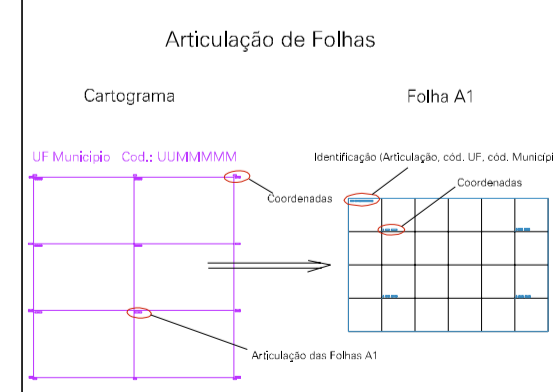 Articulação de Folhas
Cartograma
Folha A1
UF Municipio Cod.: UUMMMMM
Identificação (Articulação, cód. UF, cód. Municípi
Coordenadas
Coordenadas
Articulação das Folhas A1